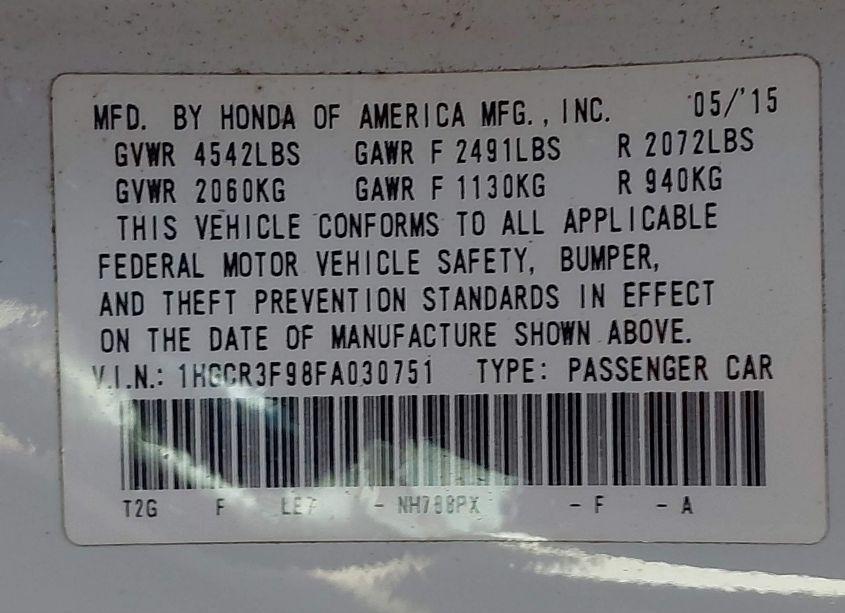 MFD. BY HONDA OF AMERICA MFG., INC. 05/'15
GVWR 4542LBS GAWR F 2491LBS R 2072LBS
GVWR 2060KG GAWR F 1130KG R 940KG
THIS VEHICLE CONFORMS TO ALL APPLICABLE
FEDERAL MOTOR VEHICLE SAFETY, BUMPER,
AND THEFT PREVENTION STANDARDS IN EFFECT
ON THE DATE OF MANUFACTURE SHOWN ABOVE.
V.I.N.: 1HGCR3F98FA030751 TYPE: PASSENGER CAR
T2G F - NH788PX - F - A